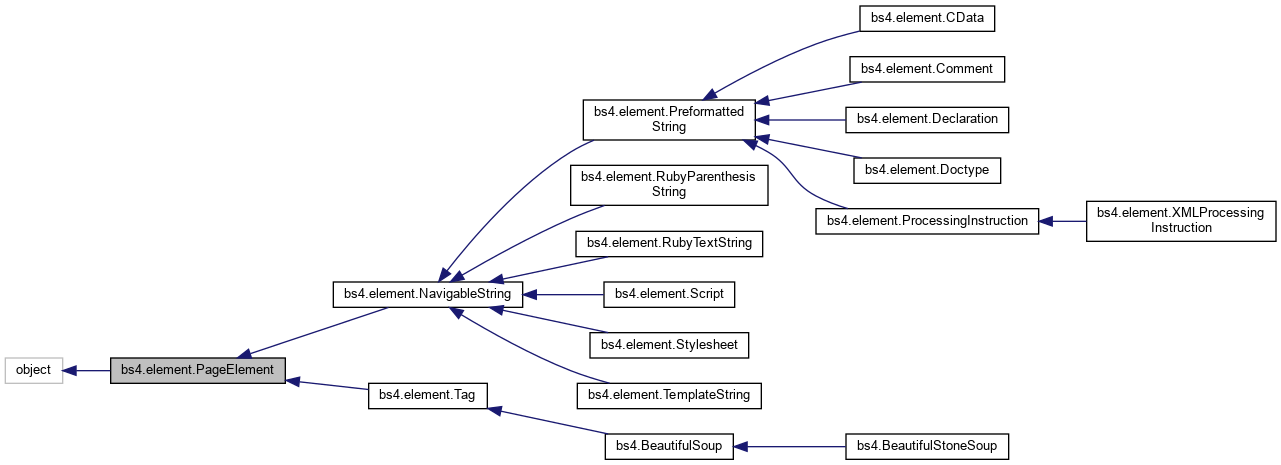 bs4.element.CData
bs4.element.Comment
bs4.element.Preformatted
String
bs4.element.Declaration
bs4.element.Doctype
bs4.element.RubyParenthesis
String
bs4.element.ProcessingInstruction
bs4.element.XMLProcessing
Instruction
bs4.element.RubyTextString
bs4.element.NavigableString
bs4.element.Script
bs4.element.Stylesheet
object
bs4.element.PageElement
bs4.element.Tag
bs4.element.TemplateString
bs4.BeautifulSoup
bs4.BeautifulStoneSoup